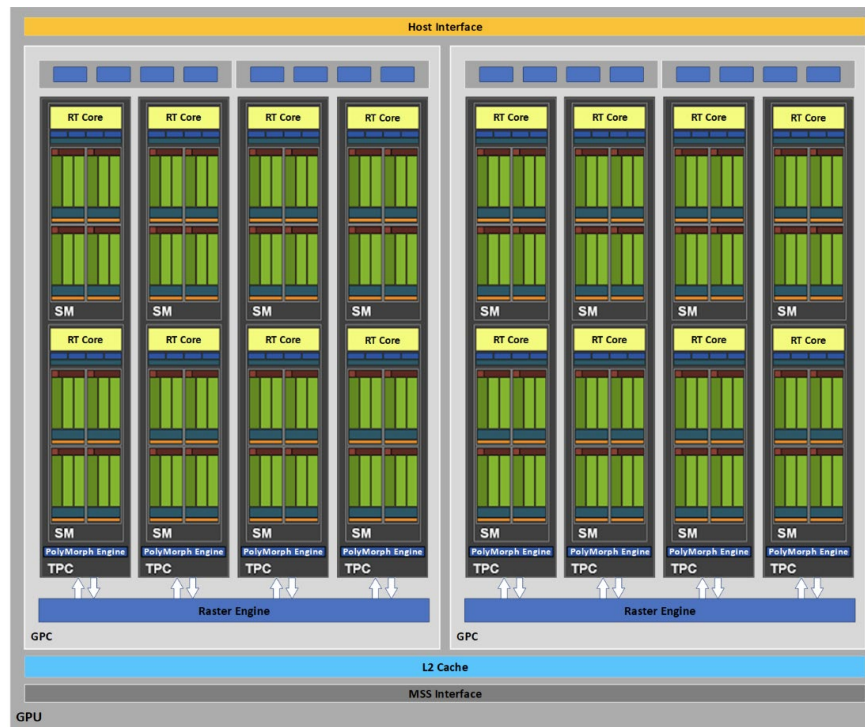 Host Interface
RT Core RT Core RT Core RT Core RT Core RT Core RT Core RT Core
SM SM SM SM SM SM SM SM
RT Core RT Core RT Core RT Core RT Core RT Core RT Core RT Core
SM SM SM SM SM SM SM SM
PolyMorph Engine PolyMorph Engine PolyMorph Engine PolyMorph Engine PolyMorph Engine PolyMorph Engine PolyMorph Engine PolyMorph Engine
TPC TPC TPC TPC TPC TPC TPC TPC
Raster Engine Raster Engine
GPC GPC
L2 Cache
MSS Interface
GPU